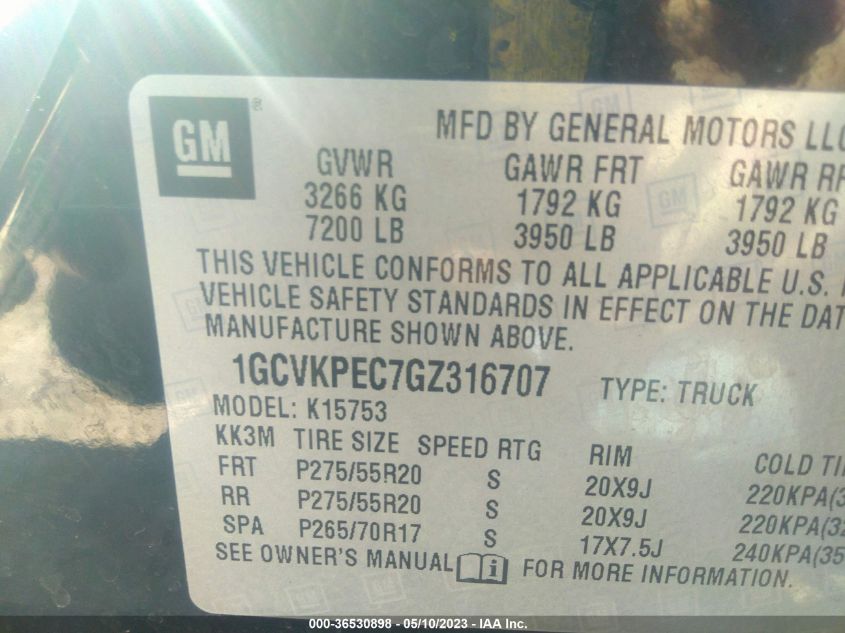 GM ®
MFD BY GENERAL MOTORS LLC
GVWR GAWR FRT GAWR RR
3266 KG 1792 KG 1792 KG
7200 LB 3950 LB 3950 LB
THIS VEHICLE CONFORMS TO ALL APPLICABLE U.S.
VEHICLE SAFETY STANDARDS IN EFFECT ON THE DAT
MANUFACTURE SHOWN ABOVE.
1GCVKPEC7GZ316707 TYPE: TRUCK
MODEL: K15753
KK3M TIRE SIZE SPEED RTG RIM COLD TI
FRT P275/55R20 S 20X9J 220KPA(3
RR P275/55R20 S 20X9J 220KPA(32
SPA P265/70R17 S 17X7.5J 240KPA(35
SEE OWNER'S MANUAL FOR MORE INFORMATION.
000-36530898 - 05/10/2023 - IAA Inc.